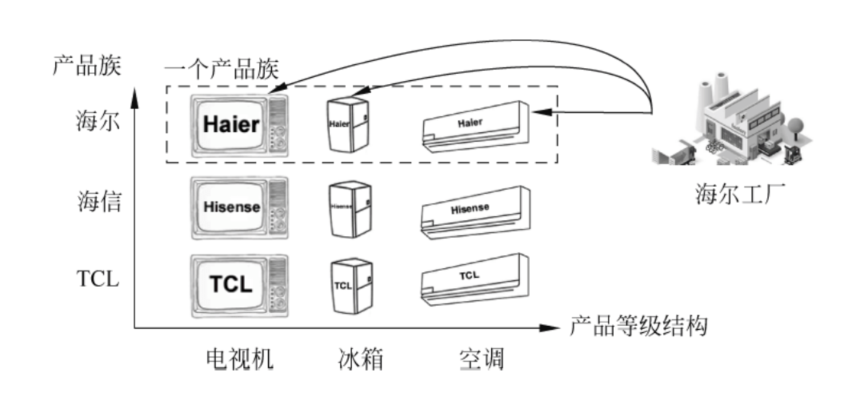 产品族
一个产品族
海尔
Haier
Haier
Haier
海尔工厂
海信
Hisense
Hisense
Hisense
TCL
TCL
TCL
TCL
产品等级结构
电视机
冰箱
空调